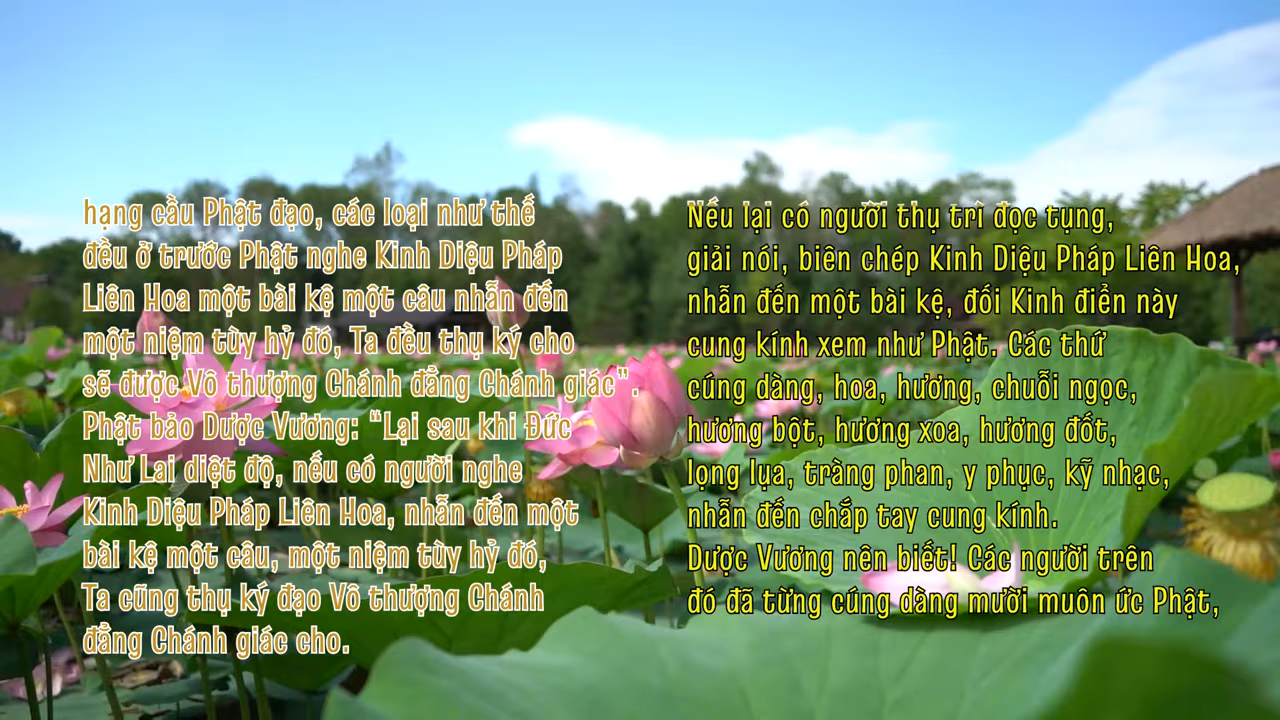 hạng cầu Phật đạo, các loại như thế
đều ở trước Phật nghe Kinh Diệu Pháp
Liên Hoa một bài kệ một câu nhẫn đến
một niệm tùy hỷ đó, Ta đều thụ ký cho
sẽ được Vô thượng Chánh đẳng Chánh giác”.
Phật bảo Dược Vương: “Lại sau khi Đức
Như Lai diệt độ, nếu có người nghe
Kinh Diệu Pháp Liên Hoa, nhẫn đến một
bài kệ một câu, một niệm tùy hỷ đó,
Ta cũng thụ ký đạo Vô thượng Chánh
đẳng Chánh giác cho.
Nếu lại có người thụ trì đọc tụng,
giải nói, biên chép Kinh Diệu Pháp Liên Hoa,
nhẫn đến một bài kệ, đối Kinh điển này
cung kính xem như Phật. Các thứ
cúng dàng, hoa, hương, chuỗi ngọc,
hương bột, hương xoa, hương đốt,
lọng lụa, tràng phan, y phục, kỹ nhạc,
nhẫn đến chắp tay cung kính.
Dược Vương nên biết! Các người trên
đó đã từng cúng dàng mười muôn ức Phật,